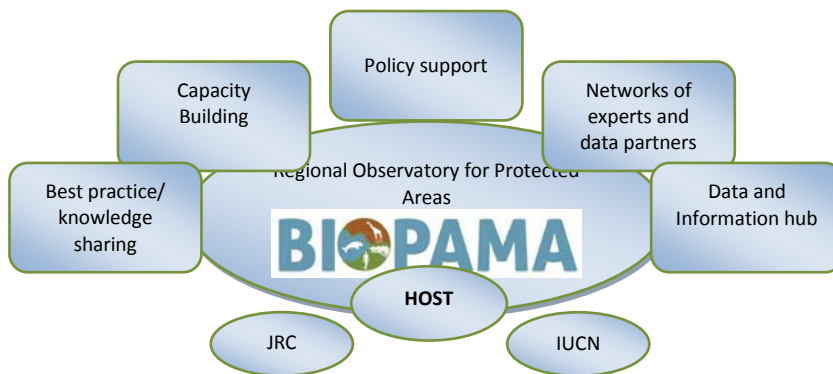 Policy support
Capacity
Building
Networks of
experts and
data partners
Best practice/
knowledge
sharing
Regional Observatory for Protected
Areas
Data and
Information hub
BIOPAMA
HOST
JRC
IUCN